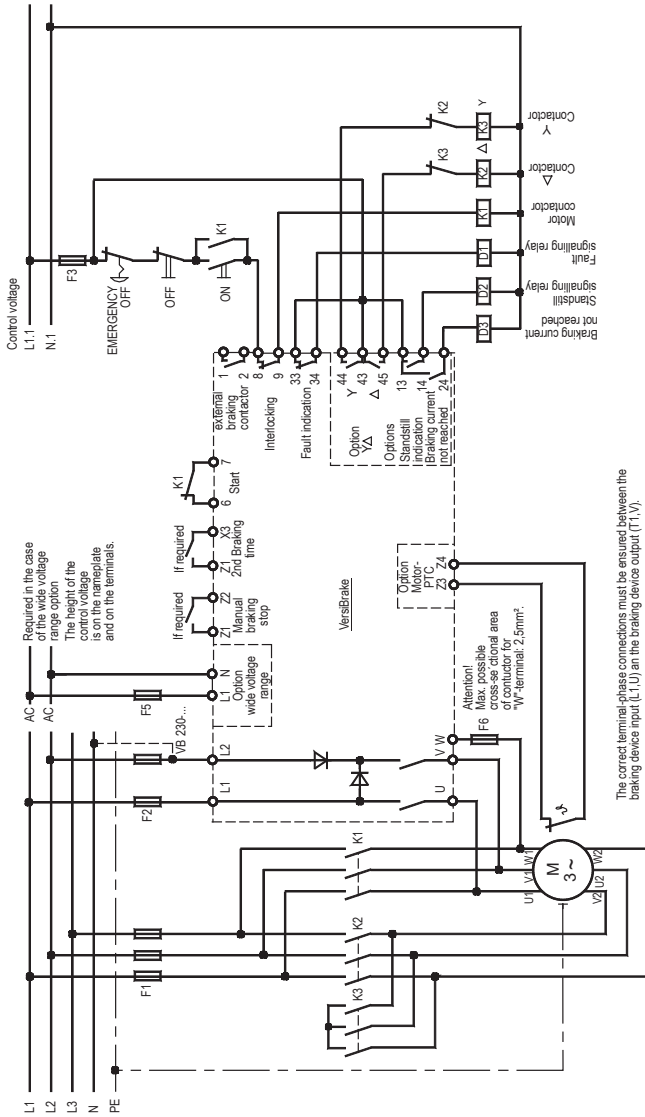 Control voltage
L1.1
N.1
F3
EMERGENCY
OFF
OFF
ON
K1
K2
Y
K3
Contactor
Y
K3
Δ
K2
Contactor
Δ
K1
Motor
contactor
D1
Fault
signalling relay
D2
Standstill
signalling relay
D3
Braking current
not reached
Required in the case
of the wide voltage
range option
The height of the
control voltage
is on the nameplate
and on the terminals.
AC
AC
F5
L1
N
Option
wide voltage
range
If required
Z1
Z2
Manual
braking
stop
If required
Z1
X3
2nd Braking
time
K1
6
7
Start
1
2
external
braking
contactor
8
9
Interlocking
33
34
Fault indication
44
43
45
Y
Δ
Option
YΔ
13
14
24
Options
Standstill
indication
Braking current
not reached
VersiBrake
Option
Motor-
PTC
Z3
Z4
Attention!
Max. possible
cross-se´ctional area
of contuctor for
"W"-terminal: 2,5mm².
F6
VB 230-...
L1
L2
F2
U
V
W
L1
L2
L3
N
PE
F1
K3
K2
K1
U1
V1
W1
M
3 ~
V2
U2
W2
ϑ
The correct terminal-phase connections must be ensured between the
braking device input (L1,U) an the braking device output (T1,V).